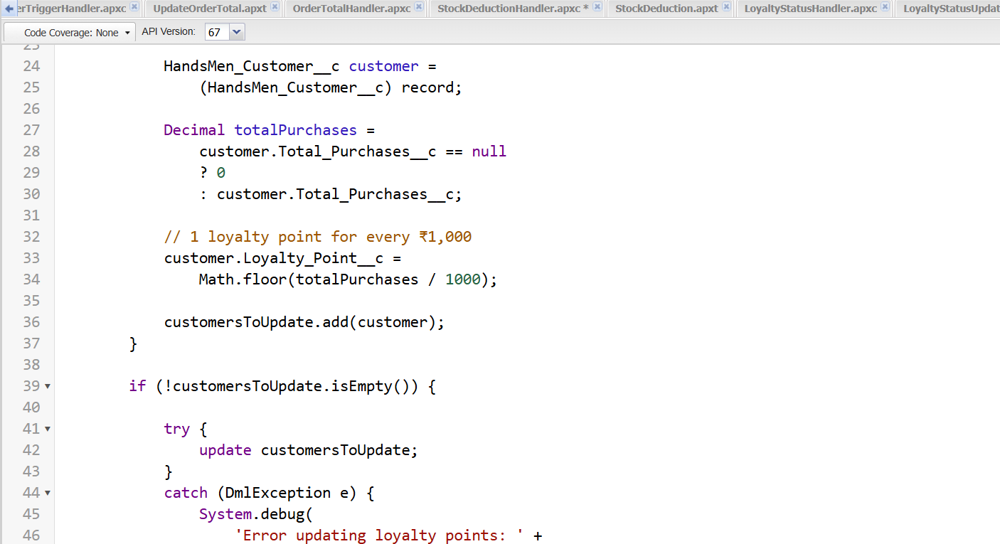 erTriggerHandler.apxc UpdateOrderTotal.apxt OrderTotalHandler.apxc StockDeductionHandler.apxc * StockDeduction.apxt LoyaltyStatusHandler.apxc LoyaltyStatusUpdat
Code Coverage: None API Version: 67
23
24 HandsMen_Customer__c customer =
25 (HandsMen_Customer__c) record;
26
27 Decimal totalPurchases =
28 customer.Total_Purchases__c == null
29 ? 0
30 : customer.Total_Purchases__c;
31
32 // 1 loyalty point for every ₹1,000
33 customer.Loyalty_Point__c =
34 Math.floor(totalPurchases / 1000);
35
36 customersToUpdate.add(customer);
37 }
38
39 if (!customersToUpdate.isEmpty()) {
40
41 try {
42 update customersToUpdate;
43 }
44 catch (DmlException e) {
45 System.debug(
46 'Error updating loyalty points: ' +